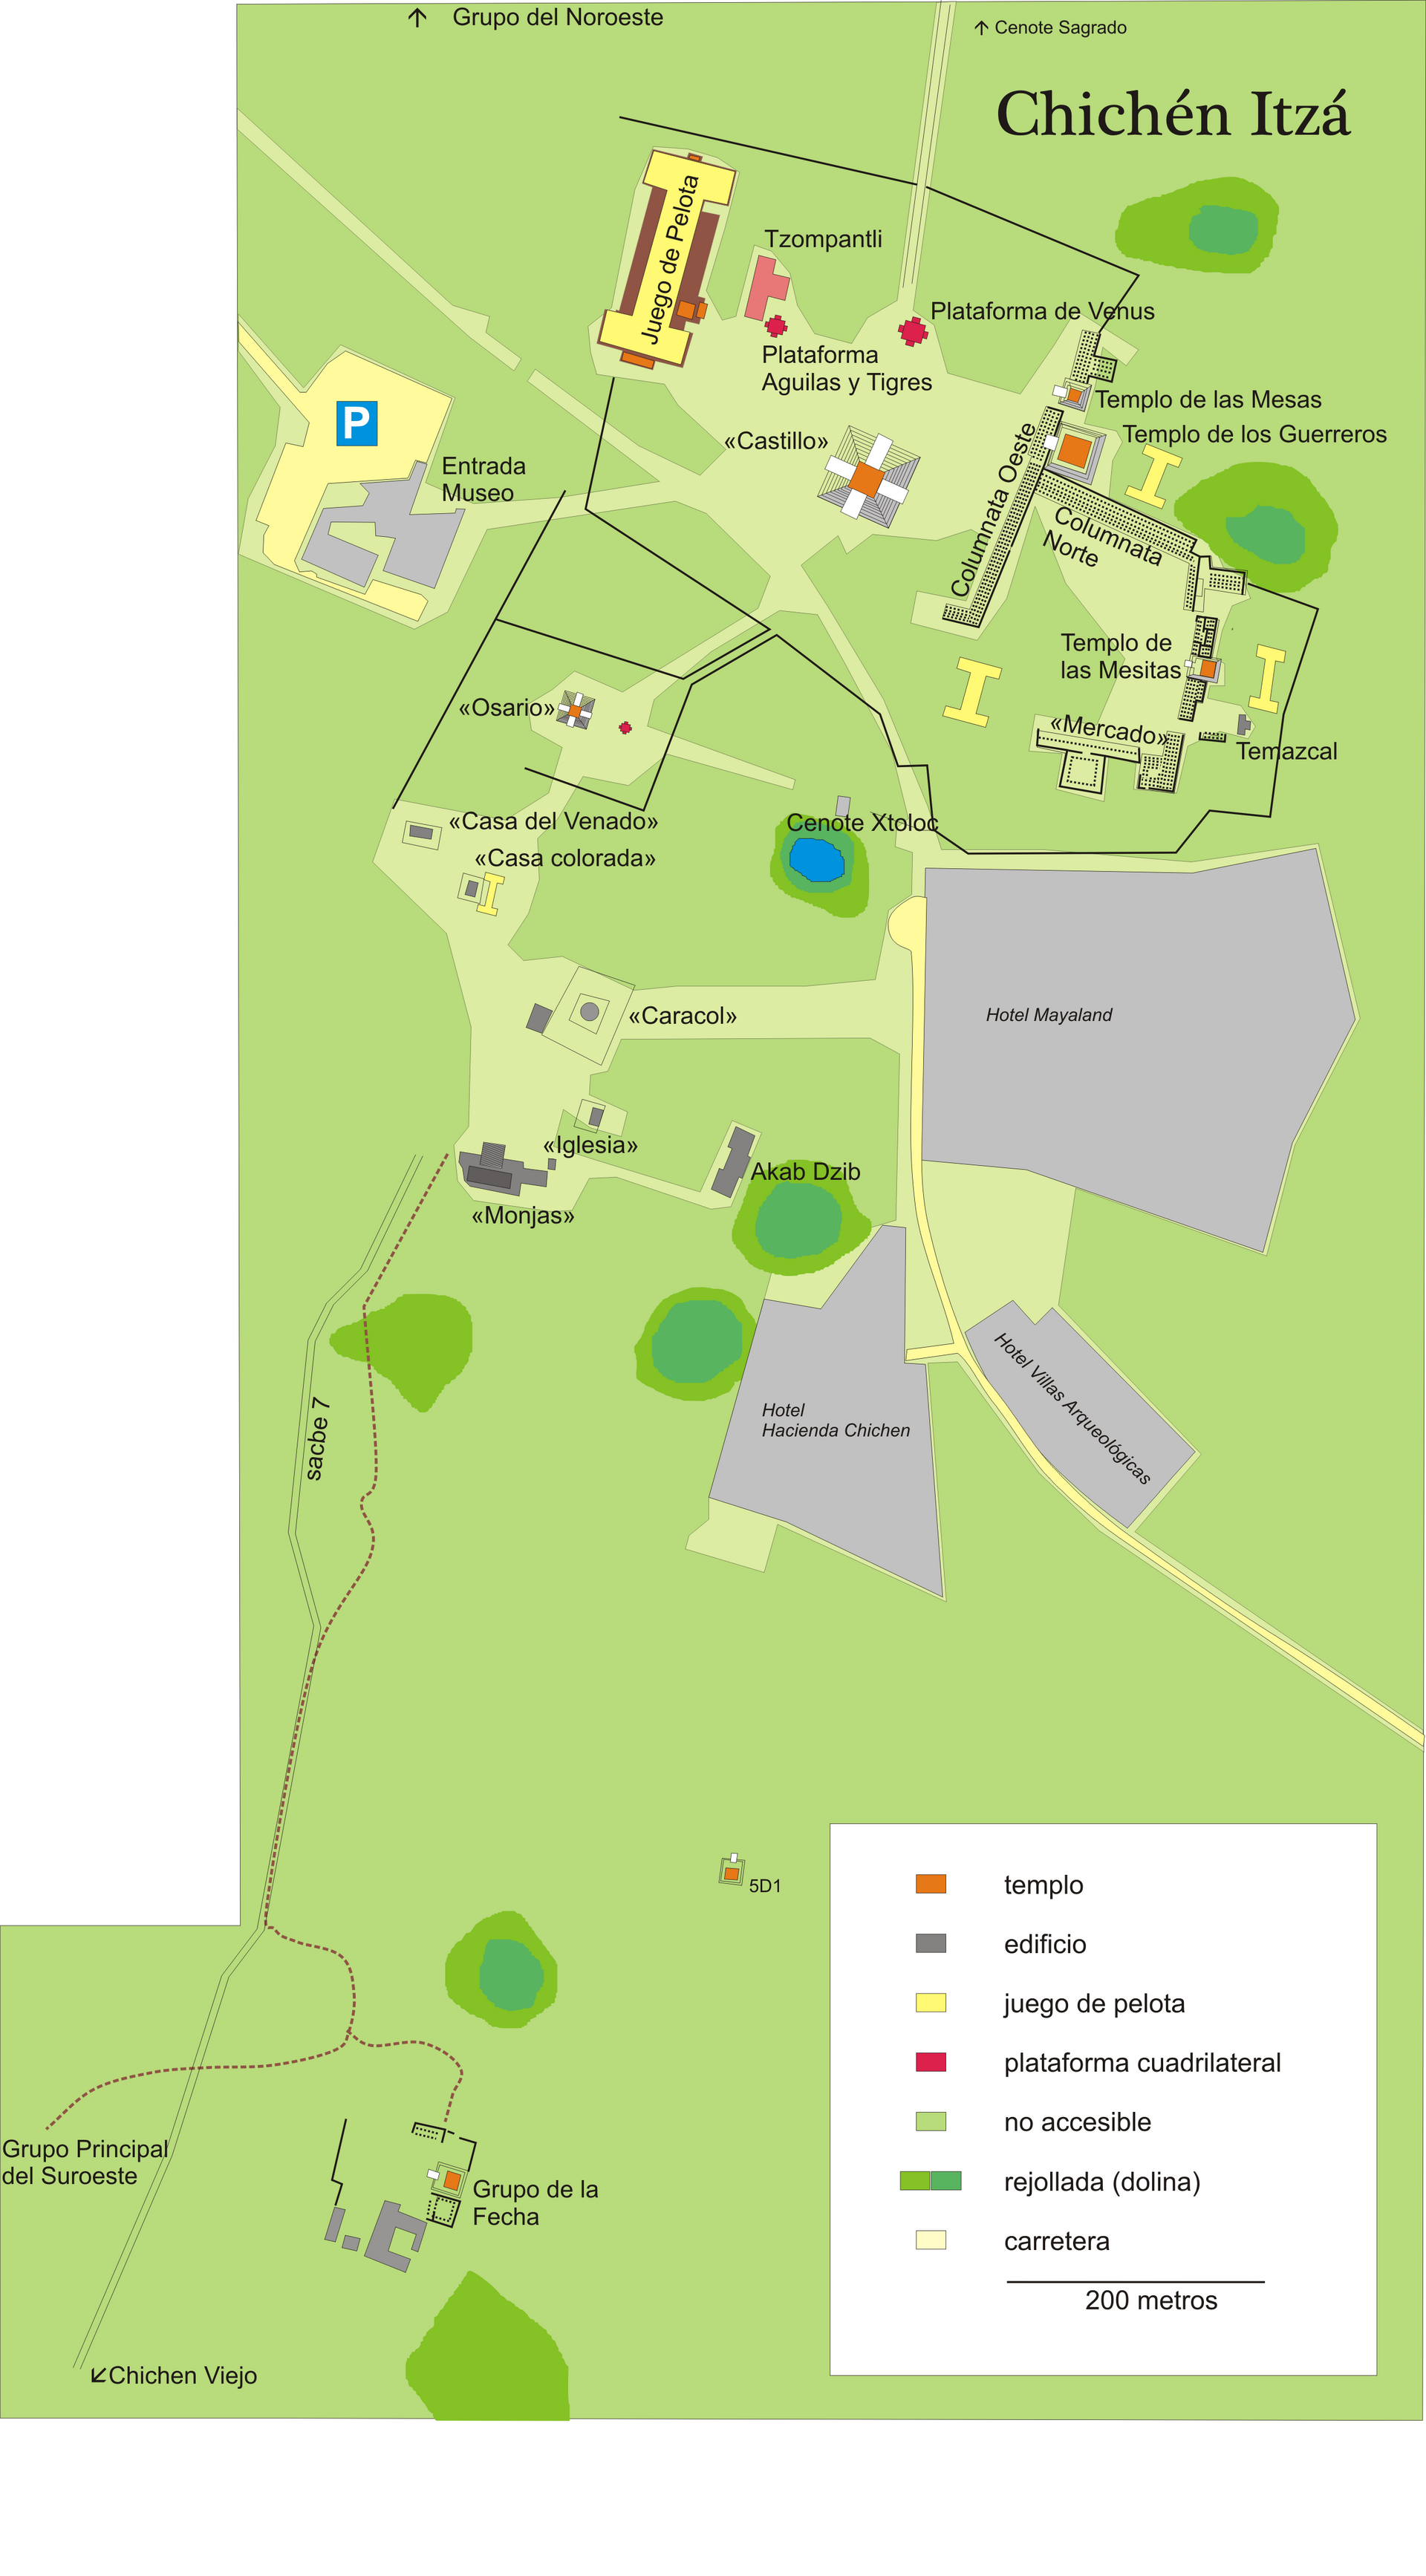 Grupo del Noroeste
Cenote Sagrado
Chichén Itzá
Juego de Pelota
Tzompantli
Plataforma de Venus
Plataforma
Aguilas y Tigres
Templo de las Mesas
Templo de los Guerreros
«Castillo»
P
Entrada
Museo
Columnata Oeste
Columnata
Norte
Templo de
las Mesitas
«Osario»
«Mercado»
Temazcal
«Casa del Venado»
Cenote Xtoloc
«Casa colorada»
«Caracol»
Hotel Mayaland
«Iglesia»
Akab Dzib
«Monjas»
Hotel Villas Arqueológicas
Hotel
Hacienda Chichen
sacbe 7
5D1
templo
edificio
juego de pelota
plataforma cuadrilateral
no accesible
rejollada (dolina)
carretera
200 metros
Grupo Principal
del Suroeste
Grupo de la
Fecha
Chichen Viejo